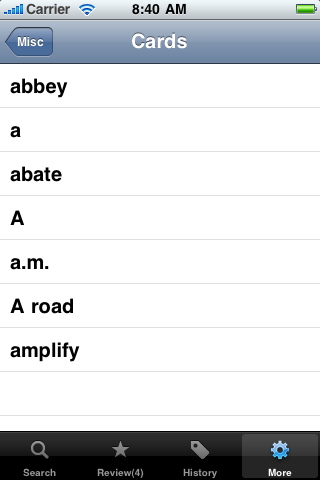 Carrier 8:40 AM
Misc Cards
abbey
a
abate
A
a.m.
A road
amplify
Search Review(4) History More